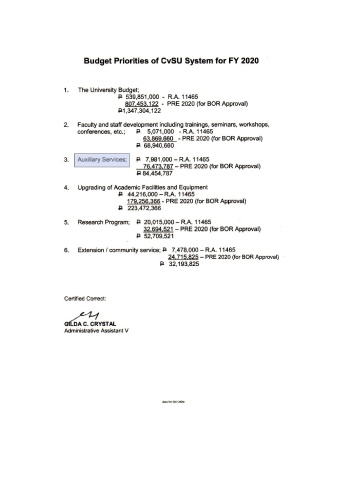 Budget Priorities of CvSU System for FY 2020
1. The University Budget;
₱ 539,851,000 - R.A. 11465
807,453,122 - PRE 2020 (for BOR Approval)
₱1,347,304,122
2. Faculty and staff development including trainings, seminars, workshops,
conferences, etc.; ₱ 5,071,000 - R.A. 11465
63,869,660 - PRE 2020 (for BOR Approval)
₱ 68,940,660
3. Auxiliary Services; ₱ 7,981,000 – R.A. 11465
76,473,787 – PRE 2020 (for BOR Approval)
₱ 84,454,787
4. Upgrading of Academic Facilities and Equipment
₱ 44,216,000 – R.A. 11465
179,256,366 - PRE 2020 (for BOR Approval)
₱ 223,472,366
5. Research Program; ₱ 20,015,000 – R.A. 11465
32,694,521 – PRE 2020 (for BOR Approval)
₱ 52,709,521
6. Extension / community service; ₱ 7,478,000 – R.A. 11465
24,715,825 – PRE 2020 (for BOR Approval)
₱ 32,193,825
Certified Correct:
GILDA C. CRYSTAL
Administrative Assistant V